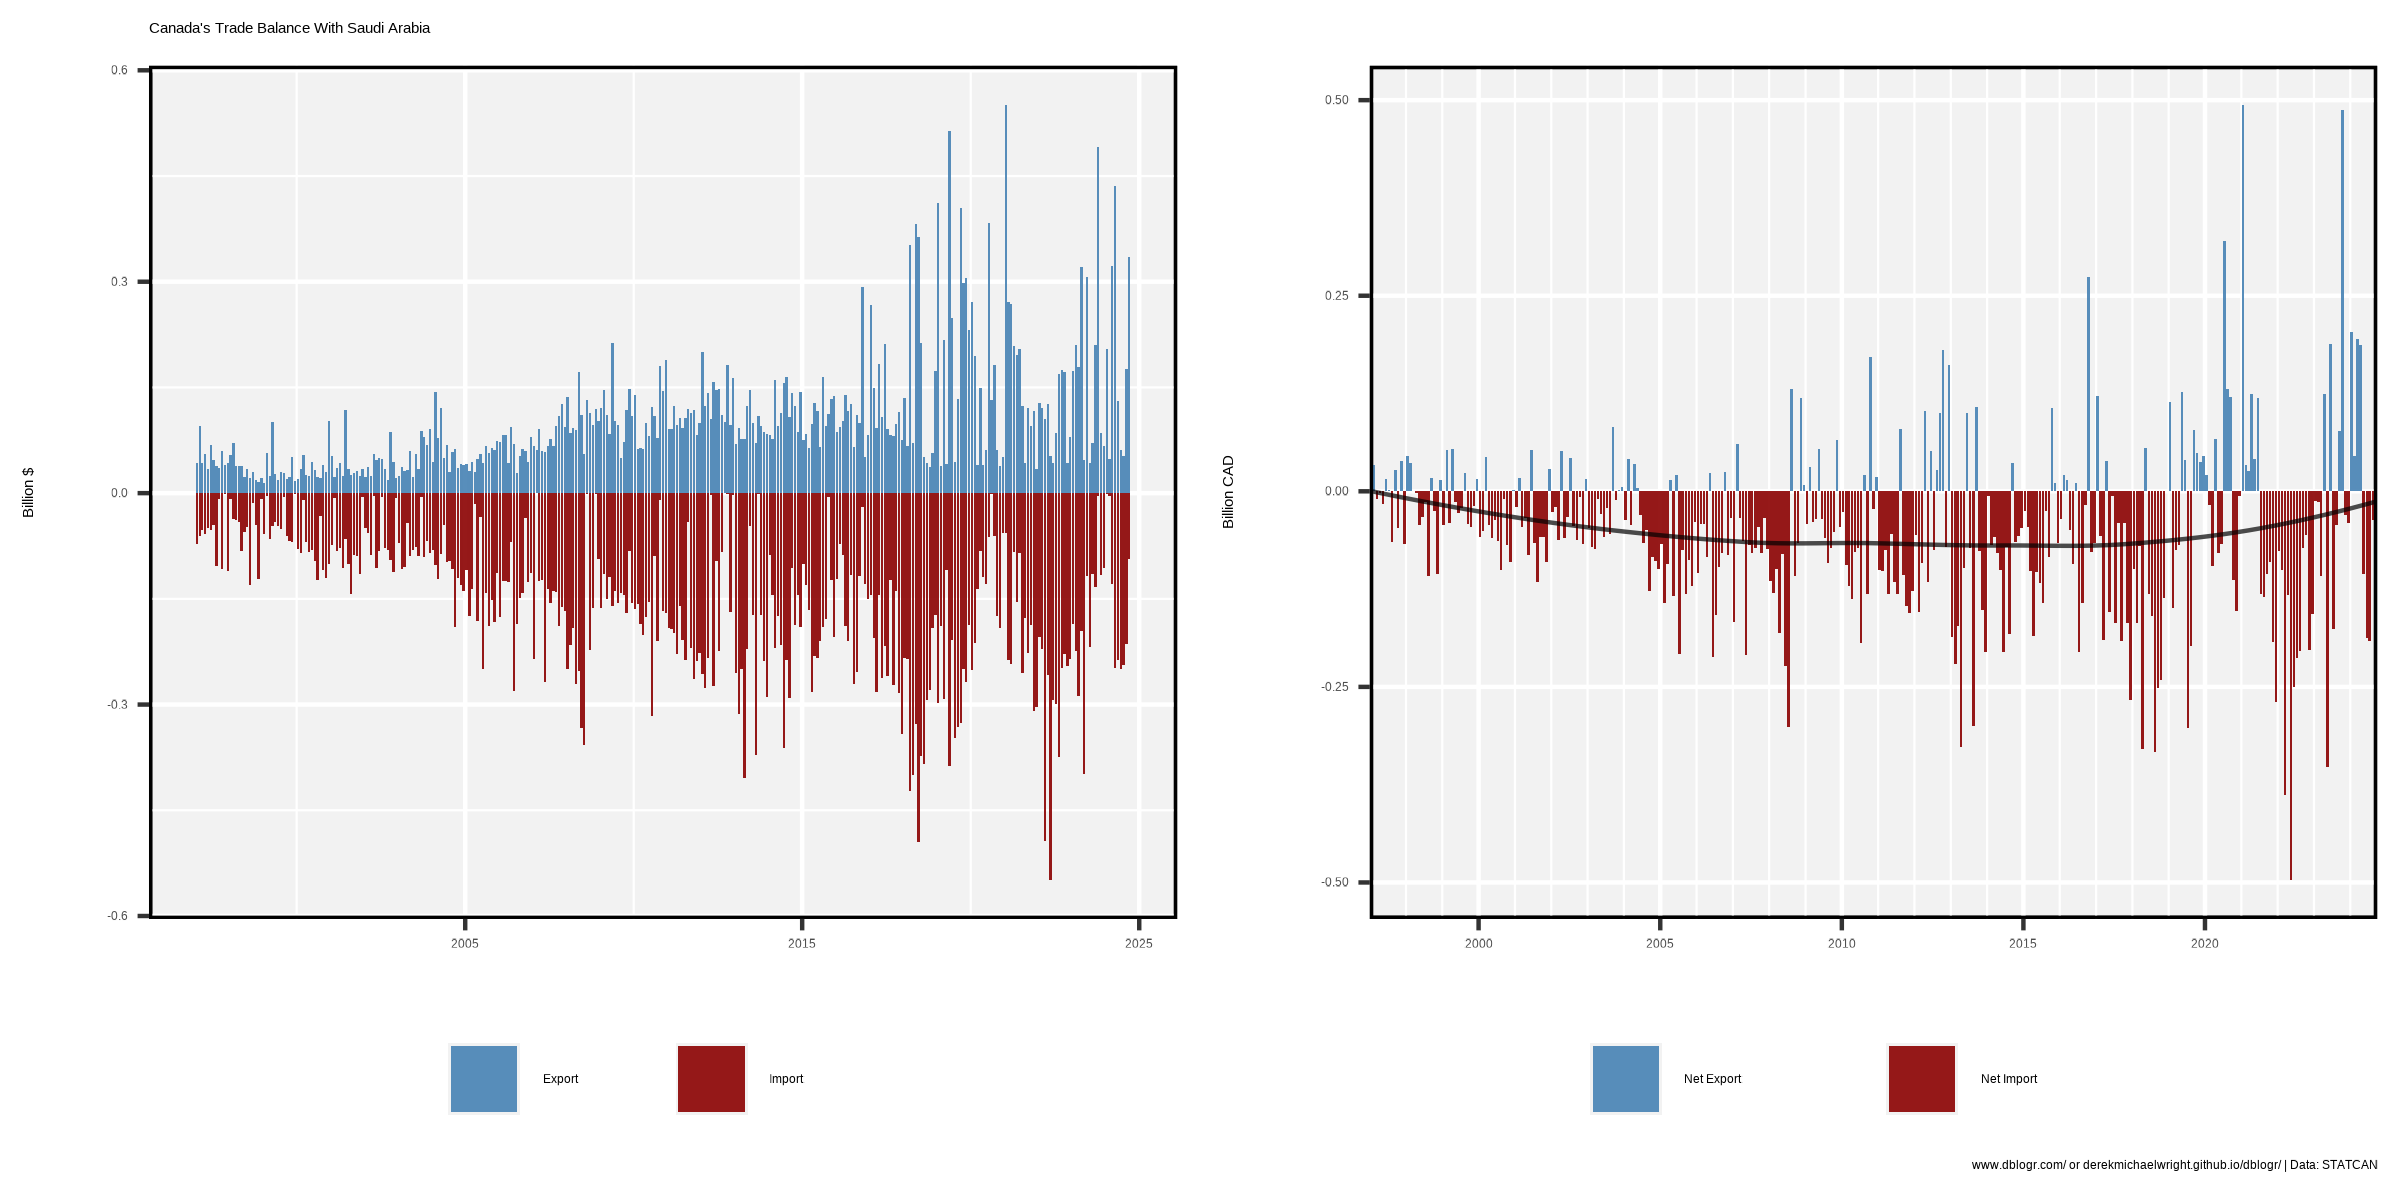 Canada's Trade Balance With Saudi Arabia
Billion $
0.6
0.3
0.0
-0.3
-0.6
2005
2015
2025
Export
Import
Billion CAD
0.50
0.25
0.00
-0.25
-0.50
2000
2005
2010
2015
2020
Net Export
Net Import
www.dblogr.com/ or derekmichaelwright.github.io/dblogr/ | Data: STATCAN